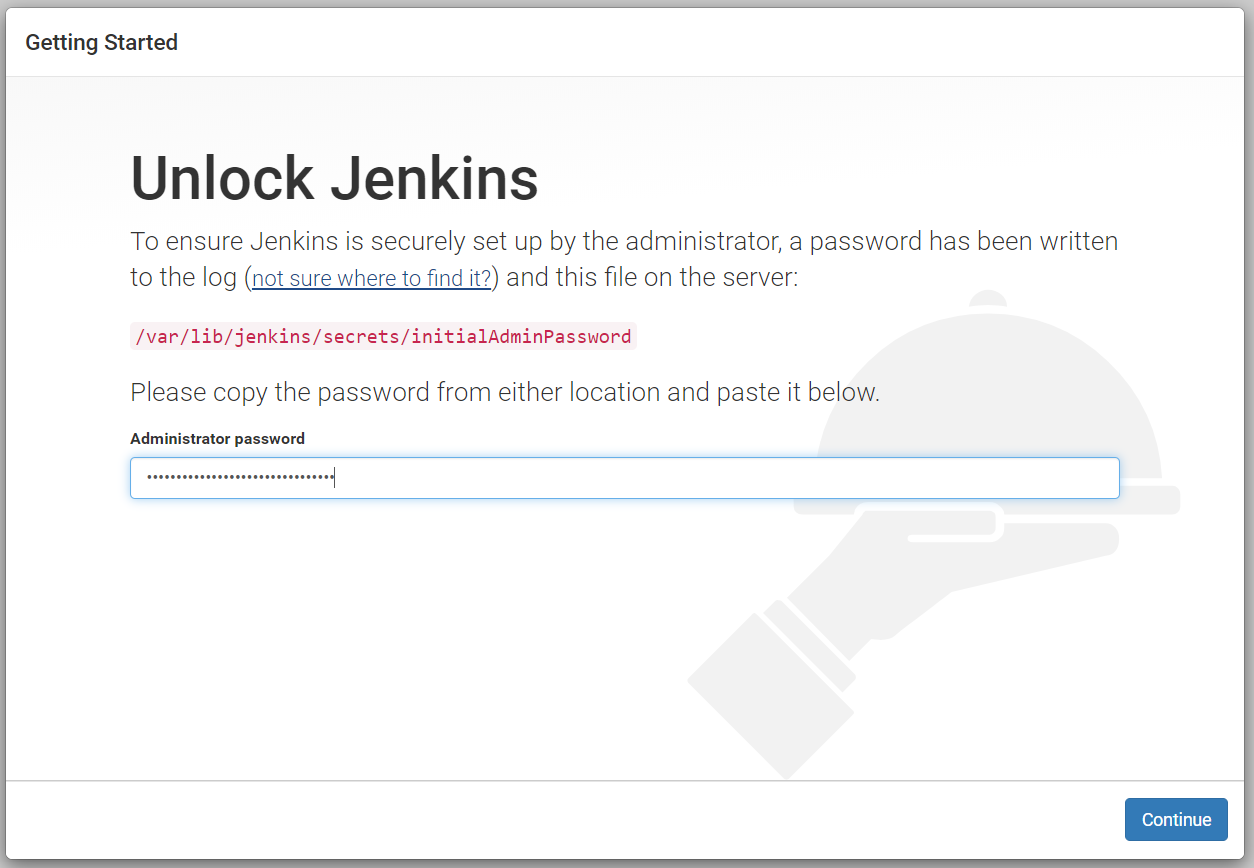 Getting Started
Unlock Jenkins
To ensure Jenkins is securely set up by the administrator, a password has been written
to the log (not sure where to find it?) and this file on the server:
/var/lib/jenkins/secrets/initialAdminPassword
Please copy the password from either location and paste it below.
Administrator password
••••••••••••••••••••••••••••••••
Continue